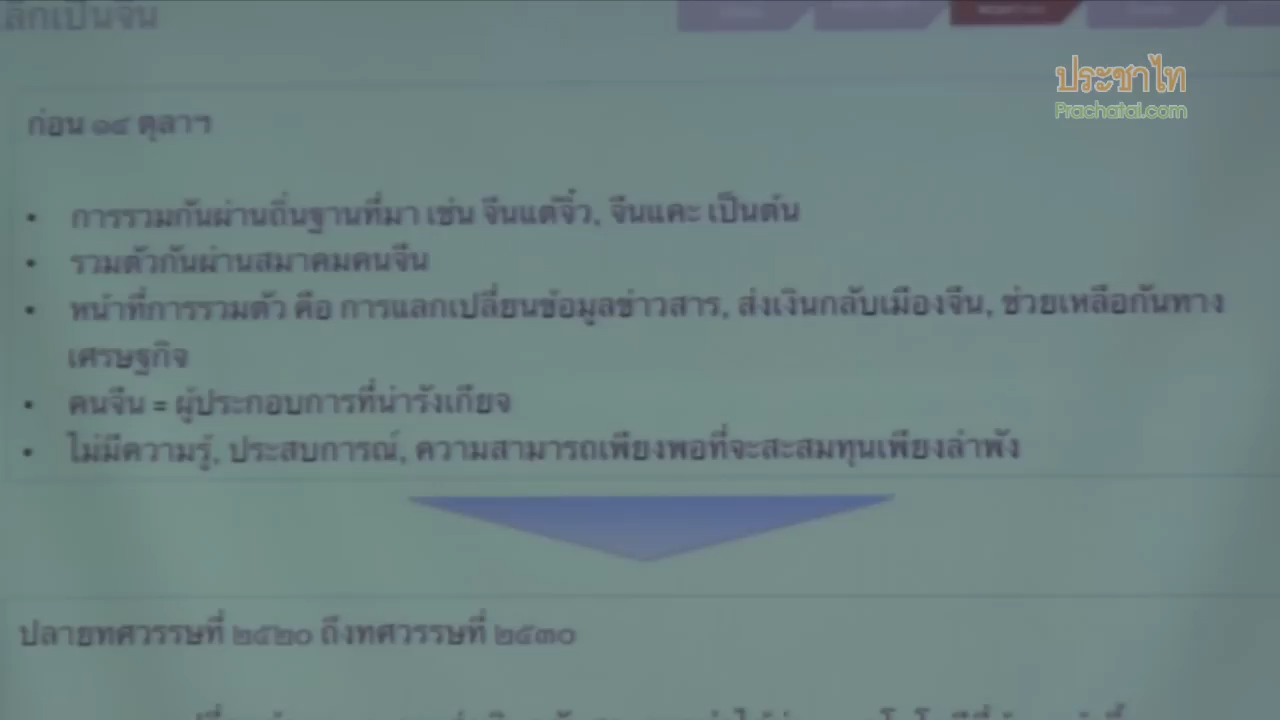 ลึกเป็นจีน
ประชาไท
Prachatai.com
ก่อน ๑๔ ตุลาฯ
• การรวมกันผ่านถิ่นฐานที่มา เช่น จีนแต้จิ๋ว, จีนแคะ เป็นต้น
• รวมตัวกันผ่านสมาคมคนจีน
• หน้าที่การรวมตัว คือ การแลกเปลี่ยนข้อมูลข่าวสาร, ส่งเงินกลับเมืองจีน, ช่วยเหลือกันทาง
เศรษฐกิจ
• คนจีน = ผู้ประกอบการที่น่ารังเกียจ
• ไม่มีความรู้, ประสบการณ์, ความสามารถเพียงพอที่จะสะสมทุนเพียงลำพัง
ปลายทศวรรษที่ ๒๕๒๐ ถึงทศวรรษที่ ๒๕๓๐